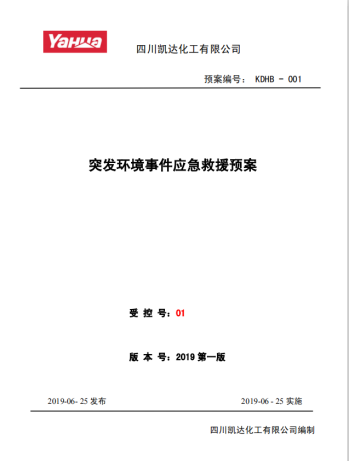 YAHUA
四川凯达化工有限公司
预案编号: KDHB - 001
突发环境事件应急救援预案
受 控 号: 01
版 本 号: 2019 第一版
2019-06- 25 发布 2019-06 - 25 实施
四川凯达化工有限公司编制